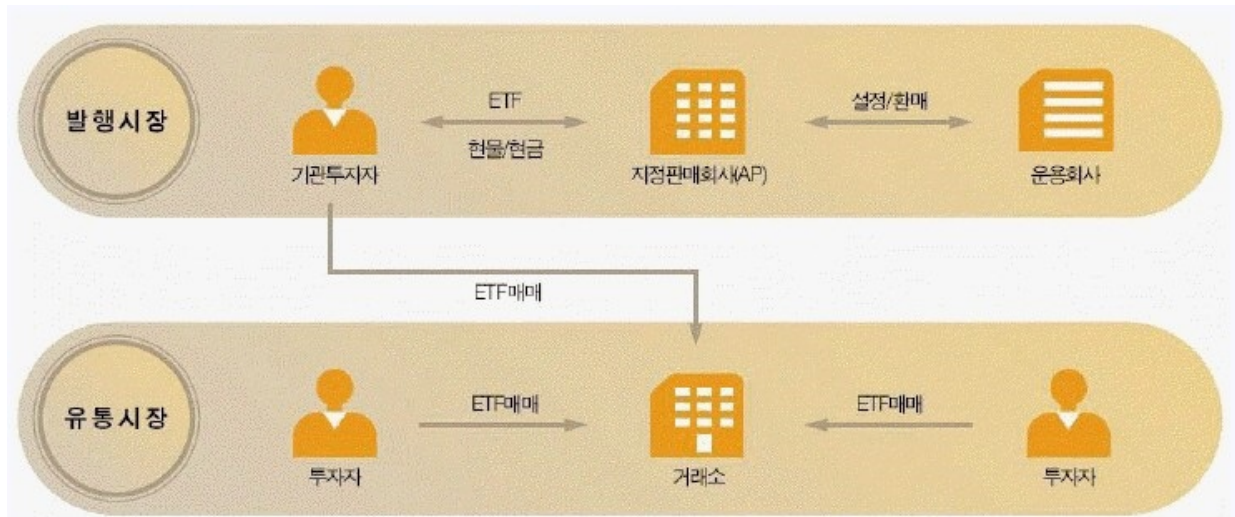 발행시장
ETF
현물/현금
설정/환매
기관투자자
지정판매회사(AP)
운용회사
ETF매매
유통시장
ETF매매
ETF매매
투자자
거래소
투자자